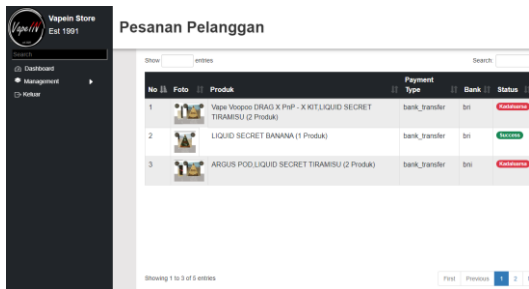 VapeIN
Vapein Store
Est 1991
Search
Dashboard
Management
Keluar
Pesanan Pelanggan
Show entries
Search:
No Foto Produk Payment Type Bank Status
1 Vape Voopoo DRAG X PnP - X KIT,LIQUID SECRET TIRAMISU (2 Produk) bank_transfer bri Kadaluarsa
2 LIQUID SECRET BANANA (1 Produk) bank_transfer bri Success
3 ARGUS POD,LIQUID SECRET TIRAMISU (2 Produk) bank_transfer bni Kadaluarsa
Showing 1 to 3 of 5 entries
First Previous 1 2